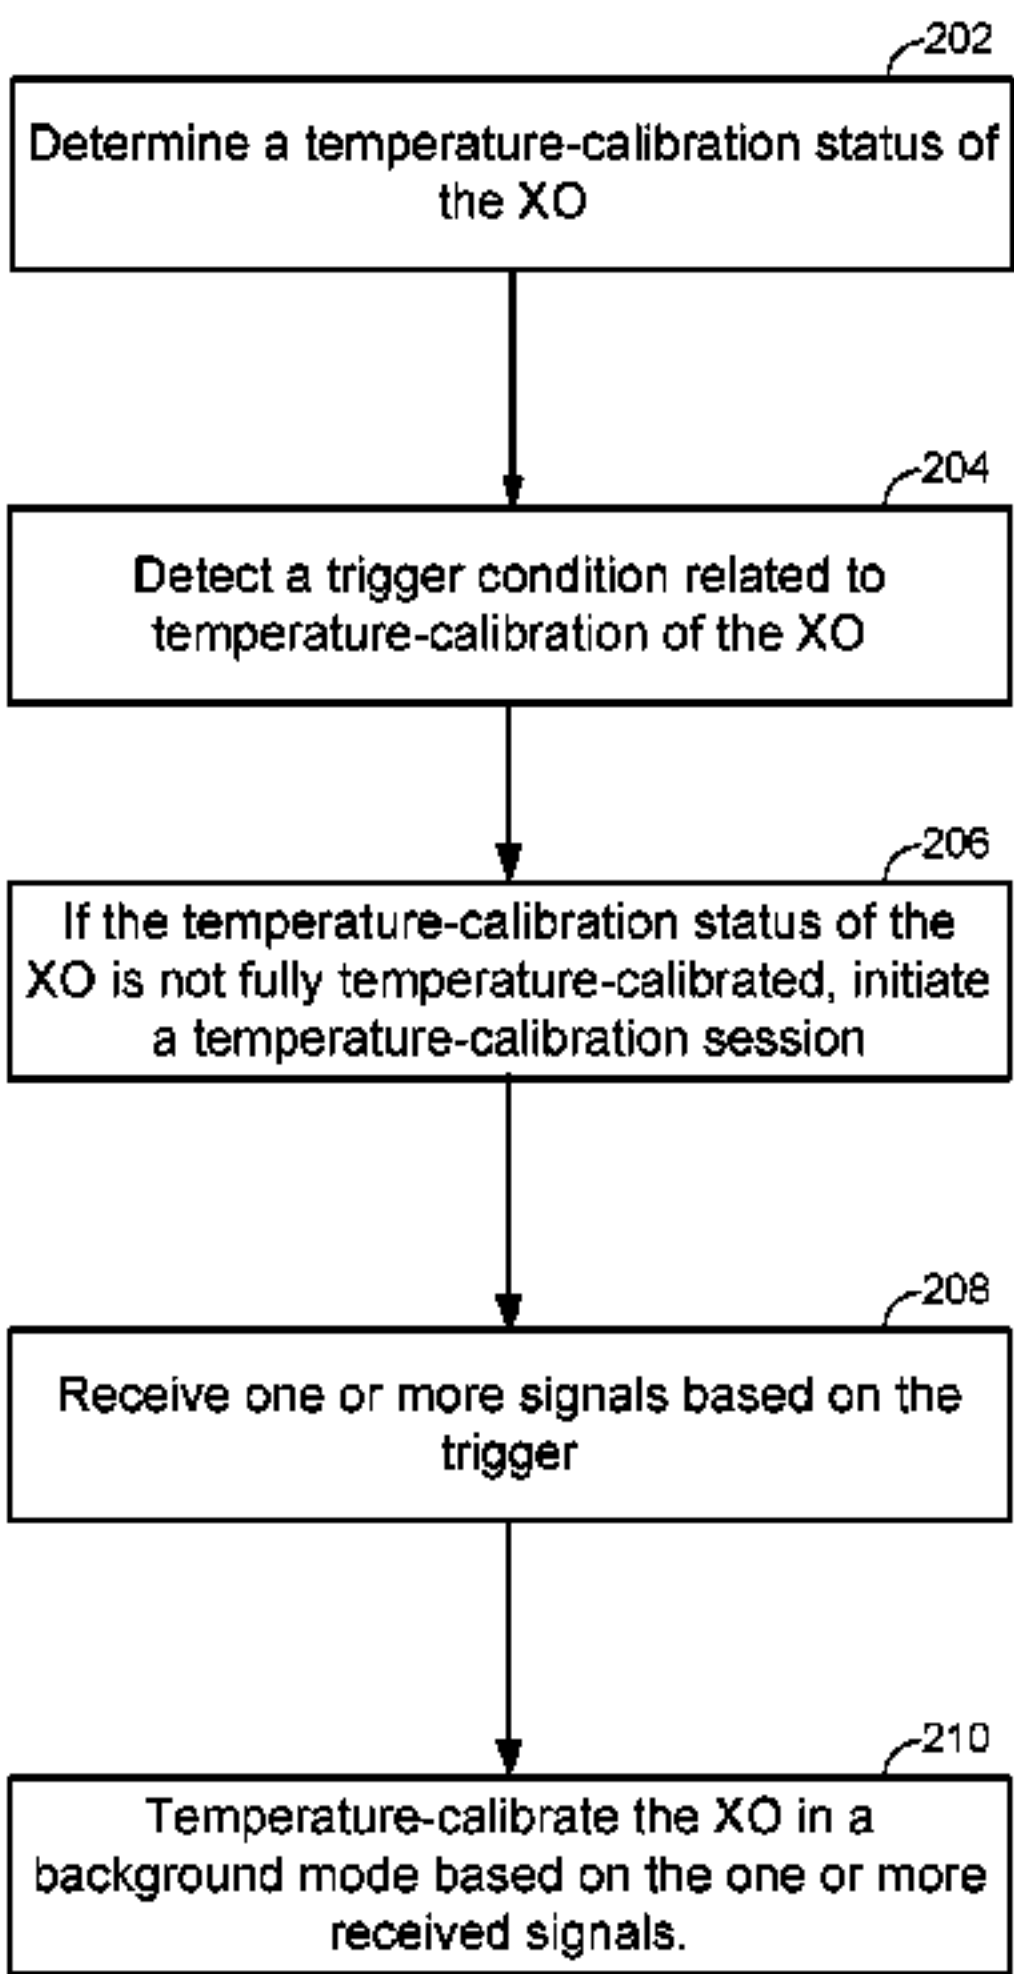 202
Determine a temperature-calibration status of
the XO
204
Detect a trigger condition related to
temperature-calibration of the XO
206
If the temperature-calibration status of the
XO is not fully temperature-calibrated, initiate
a temperature-calibration session
208
Receive one or more signals based on the
trigger
210
Temperature-calibrate the XO in a
background mode based on the one or more
received signals.